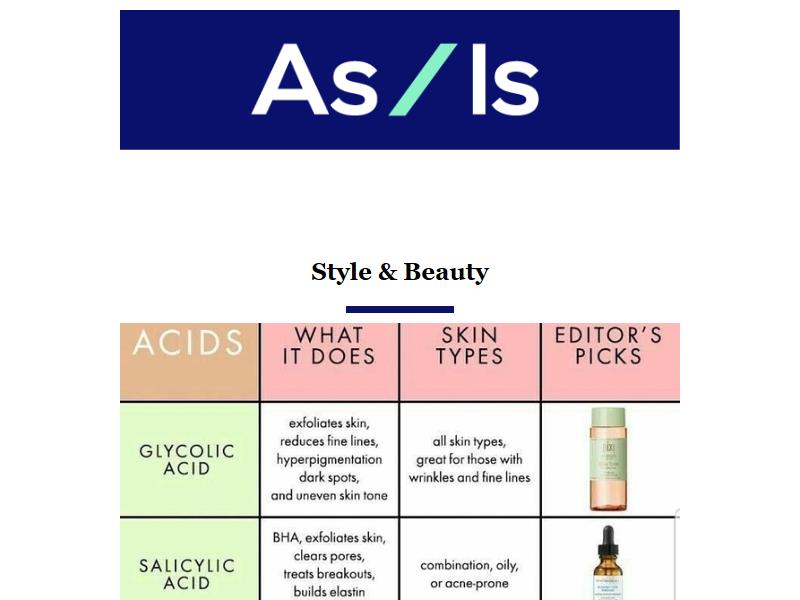 As/Is
Style & Beauty
ACIDS
WHAT
IT DOES
SKIN
TYPES
EDITOR'S
PICKS
GLYCOLIC
ACID
exfoliates skin,
reduces fine lines,
hyperpigmentation
dark spots,
and uneven skin tone
all skin types,
great for those with
wrinkles and fine lines
PIXI
SALICYLIC
ACID
BHA, exfoliates skin,
clears pores,
treats breakouts,
builds elastin
combination, oily,
or acne-prone